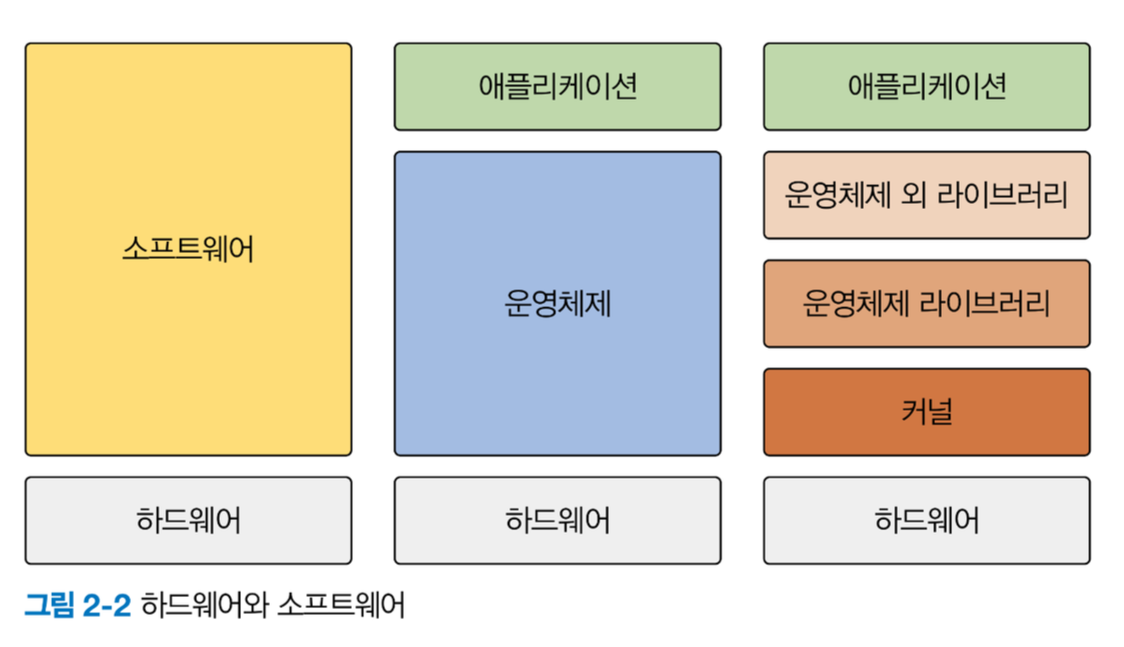 소프트웨어
하드웨어
애플리케이션
운영체제
하드웨어
애플리케이션
운영체제 외 라이브러리
운영체제 라이브러리
커널
하드웨어
그림 2-2 하드웨어와 소프트웨어